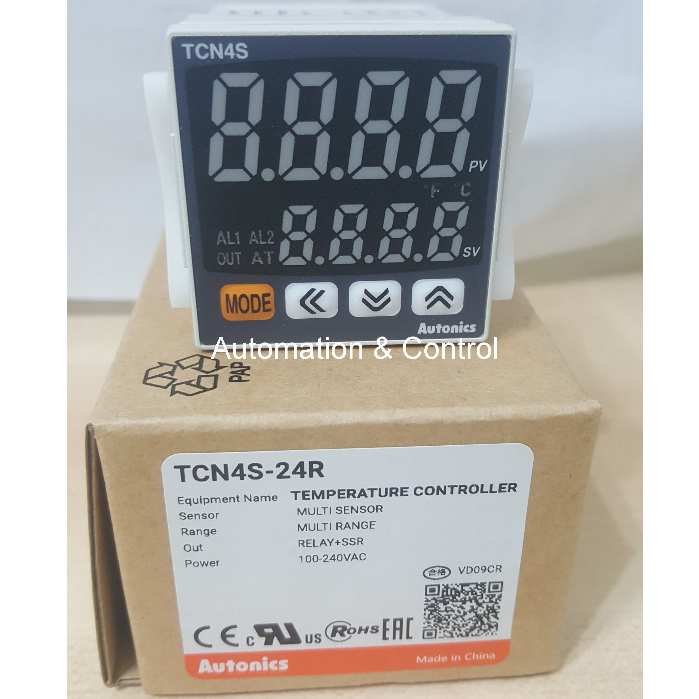 TCN4S
8.8.8.8
PV
°F °C
AL1 AL2
OUT AT
8.8.8.8
SV
MODE
Autonics
Automation & Control
PAP
TCN4S-24R
Equipment Name TEMPERATURE CONTROLLER
Sensor MULTI SENSOR
Range MULTI RANGE
Out RELAY+SSR
Power 100-240VAC
合格 VD09CR
CE c RU US RoHS EAC
Autonics Made in China